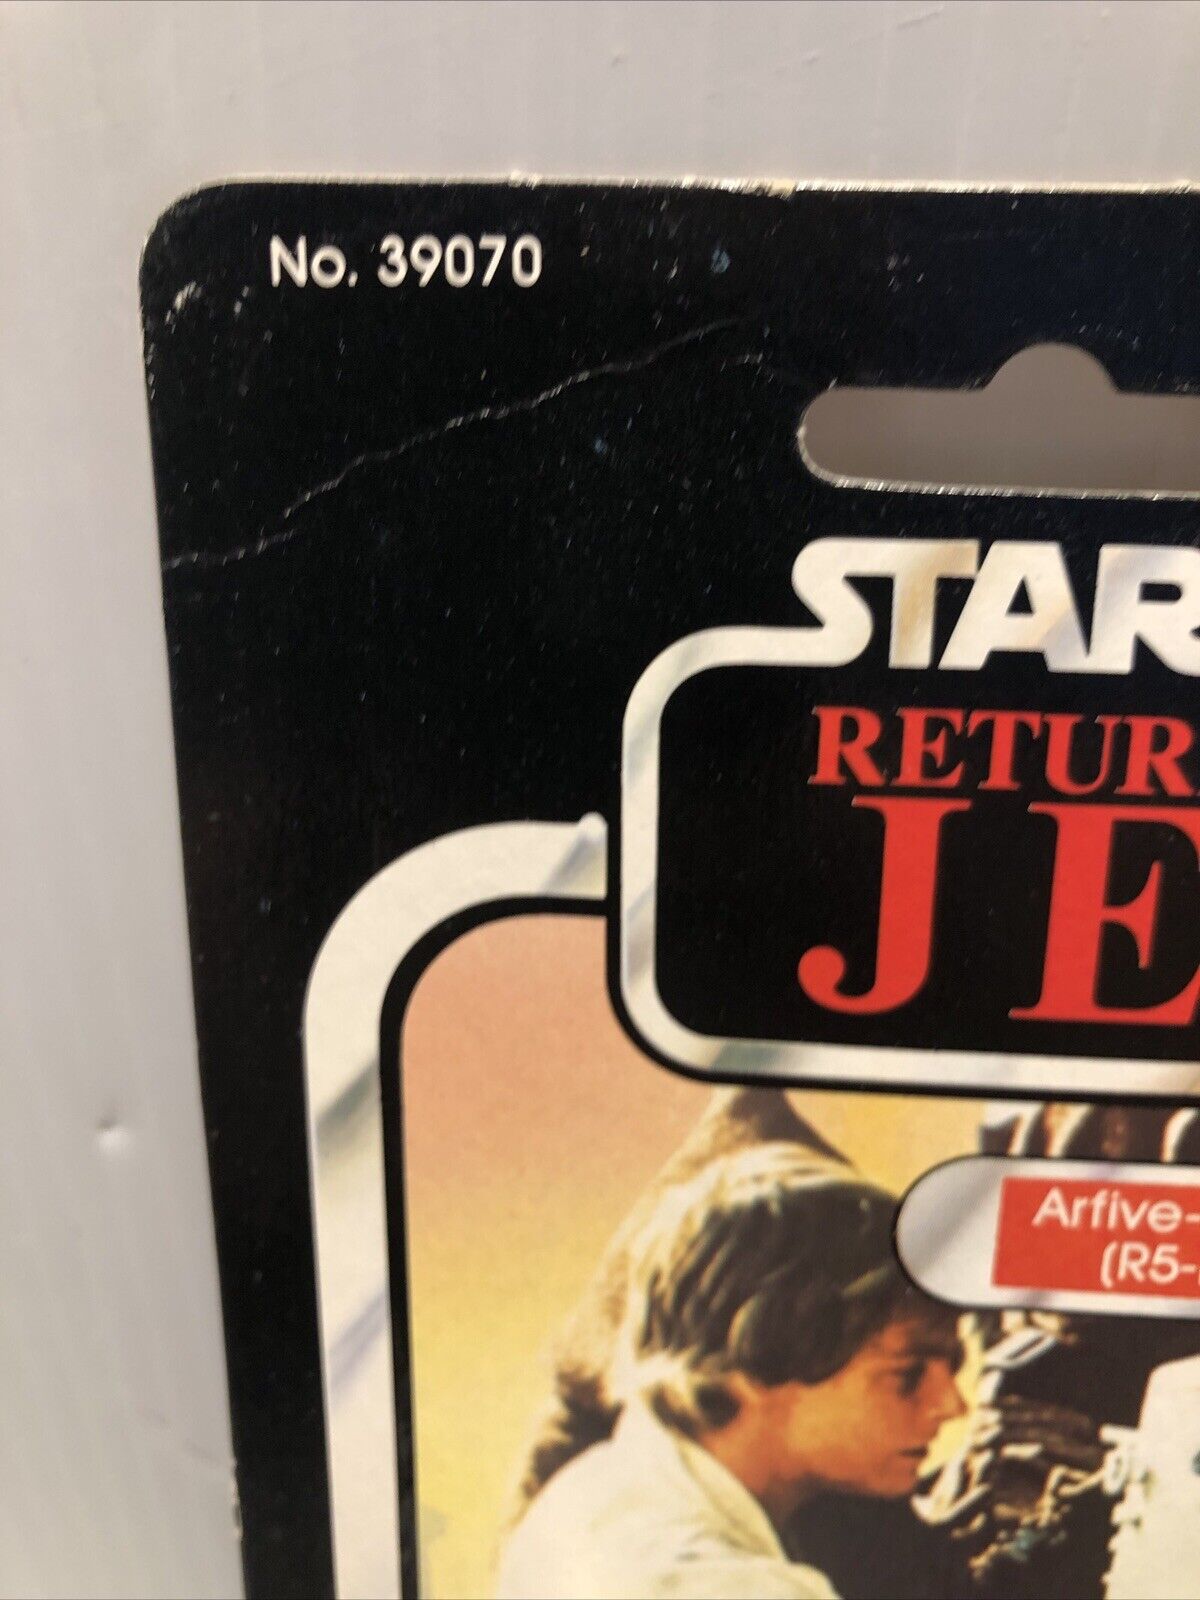 No. 39070
STAR
RETUR
JE
Arfive-
(R5-